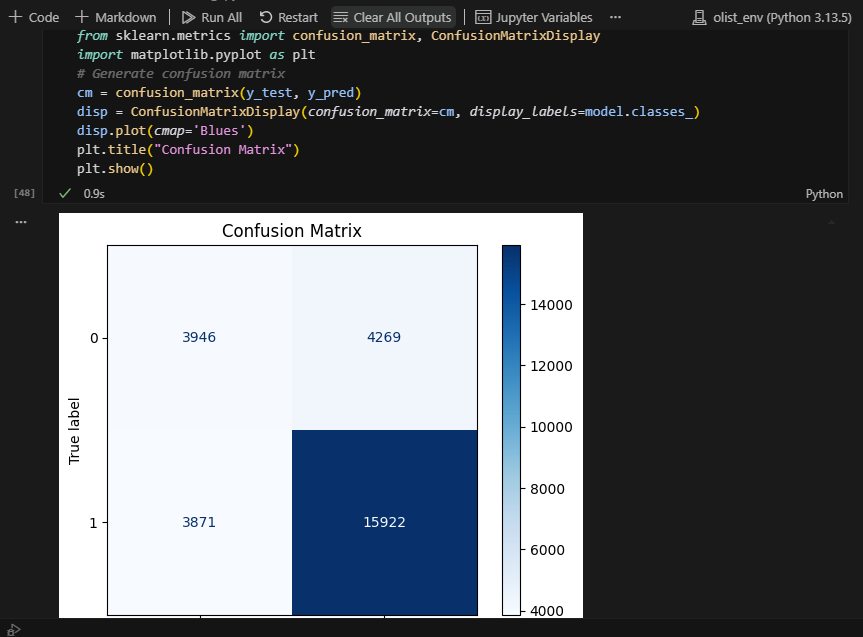 Code Markdown Run All Restart Clear All Outputs Jupyter Variables ... olist_env (Python 3.13.5)
from sklearn.metrics import confusion_matrix, ConfusionMatrixDisplay
import matplotlib.pyplot as plt
# Generate confusion matrix
cm = confusion_matrix(y_test, y_pred)
disp = ConfusionMatrixDisplay(confusion_matrix=cm, display_labels=model.classes_)
disp.plot(cmap='Blues')
plt.title("Confusion Matrix")
plt.show()
[48] 0.9s Python
...
Confusion Matrix
14000
0 3946 4269
12000
10000
True label
8000
1 3871 15922
6000
4000